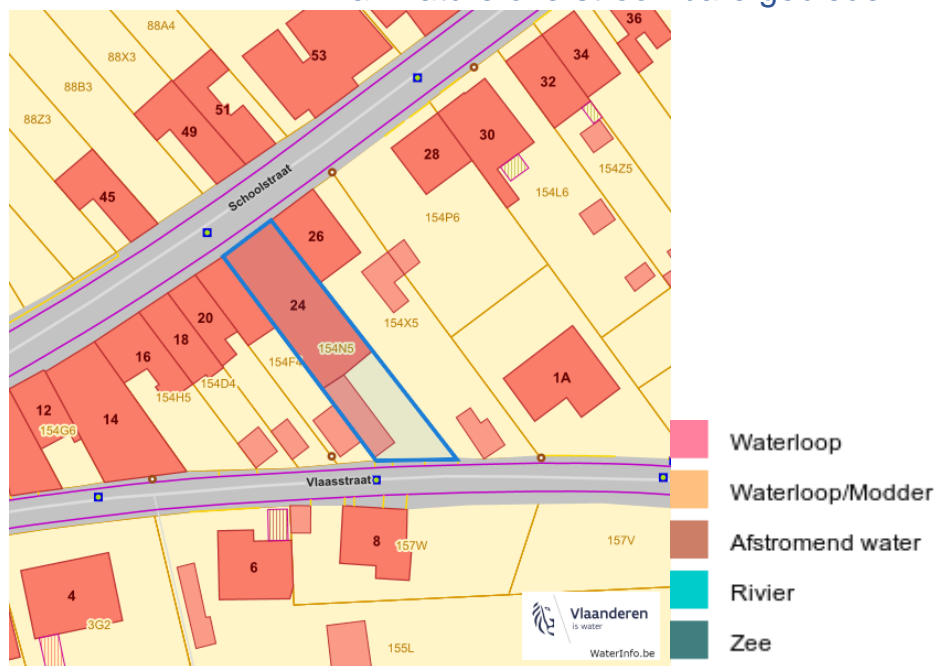 88A4
36
53
34
88X3
32
51
88B3
30
88Z3
49
28
154Z5
45
Schoolstraat
154L6
154P6
26
24
20
154X5
18
154N5
16
154F4
1A
154D4
12
154H5
14
154G6
Vlaasstraat
8
157W
157V
6
4
3G2
155L
Vlaanderen
is water
WaterInfo.be
Waterloop
Waterloop/Modder
Afstromend water
Rivier
Zee